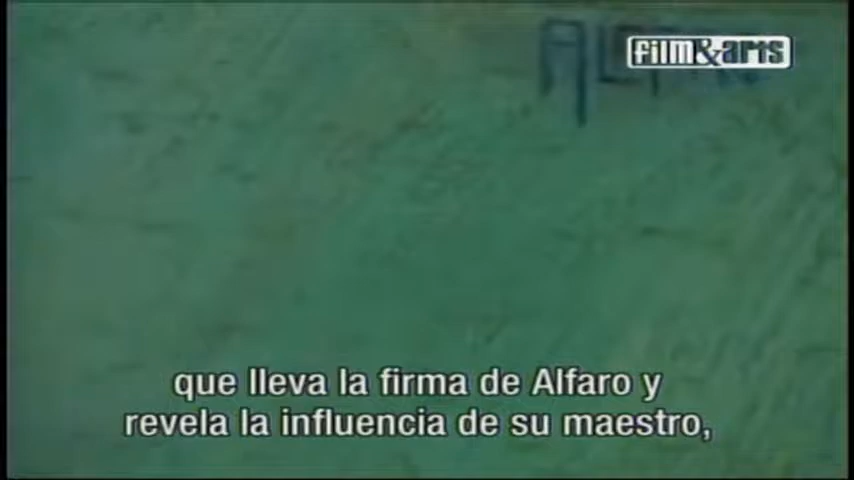 film&arts
que lleva la firma de Alfaro y
revela la influencia de su maestro,